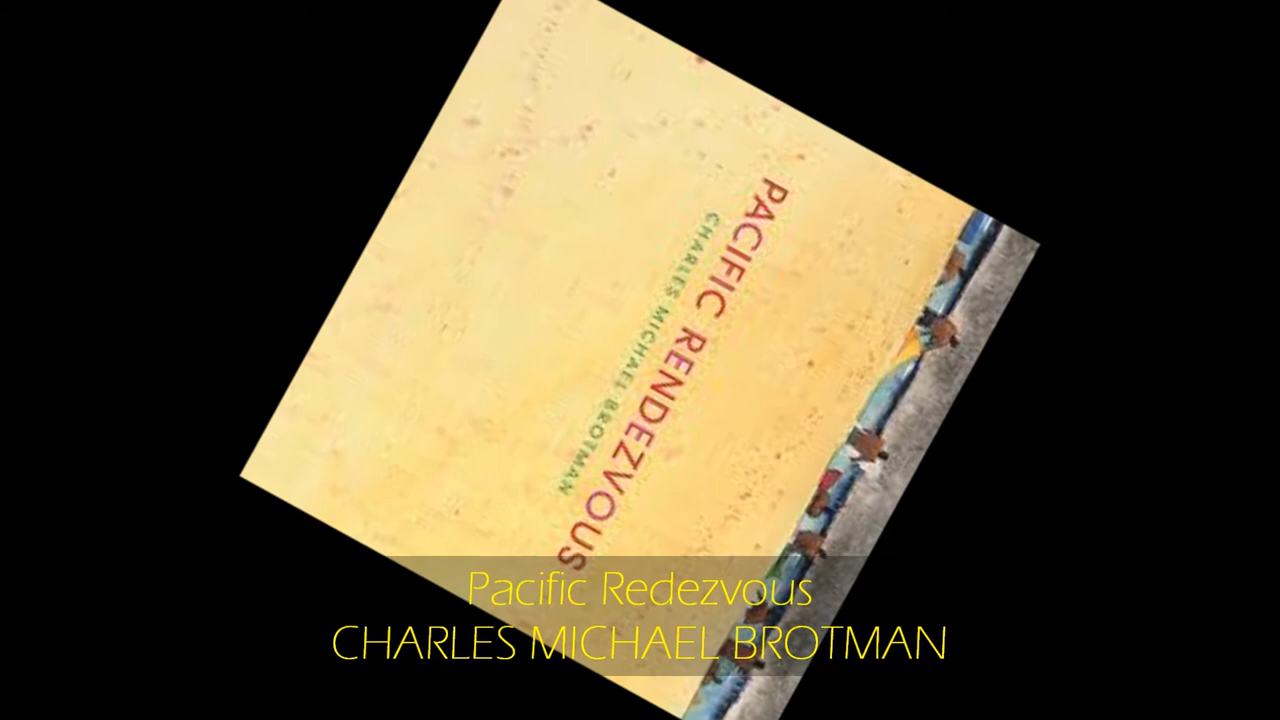 PACIFIC RENDEZVOUS
CHARLES MICHAEL BROTMAN
Pacific Redezvous
CHARLES MICHAEL BROTMAN